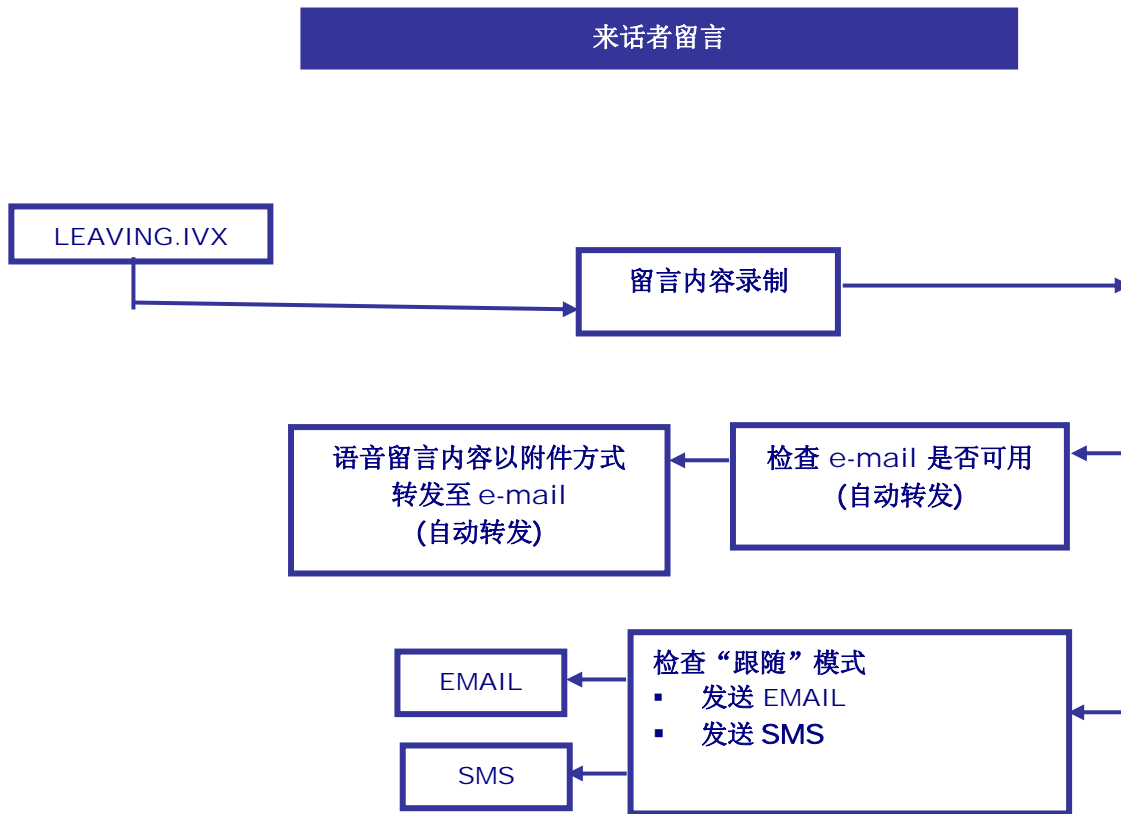 来话者留言
LEAVING.IVX
留言内容录制
语音留言内容以附件方式
转发至 e-mail
(自动转发)
检查 e-mail 是否可用
(自动转发)
检查“跟随”模式
▪ 发送 EMAIL
▪ 发送 SMS
EMAIL
SMS